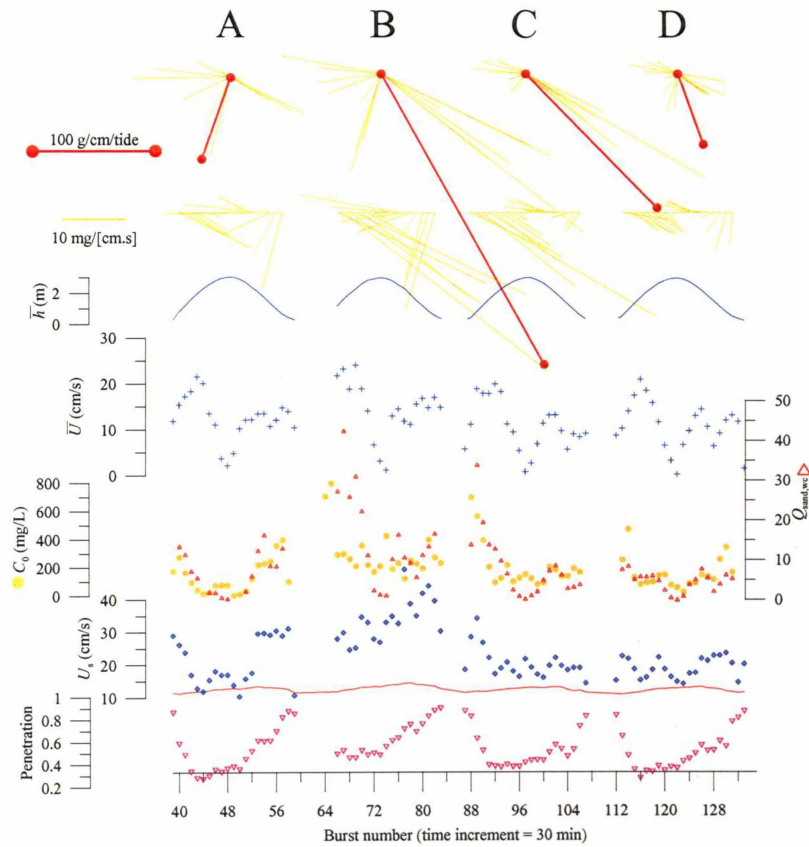 A B C D
100 g/cm/tide
10 mg/[cm.s]
h (m)
2
0
30
20
10
0
U (cm/s)
50
40
30
20
10
0
Q sand,wc
800
600
400
200
0
C0 (mg/L)
40
30
20
10
Us (cm/s)
1
0.8
0.6
0.4
0.2
Penetration
40 48 56 64 72 80 88 96 104 112 120 128
Burst number (time increment = 30 min)